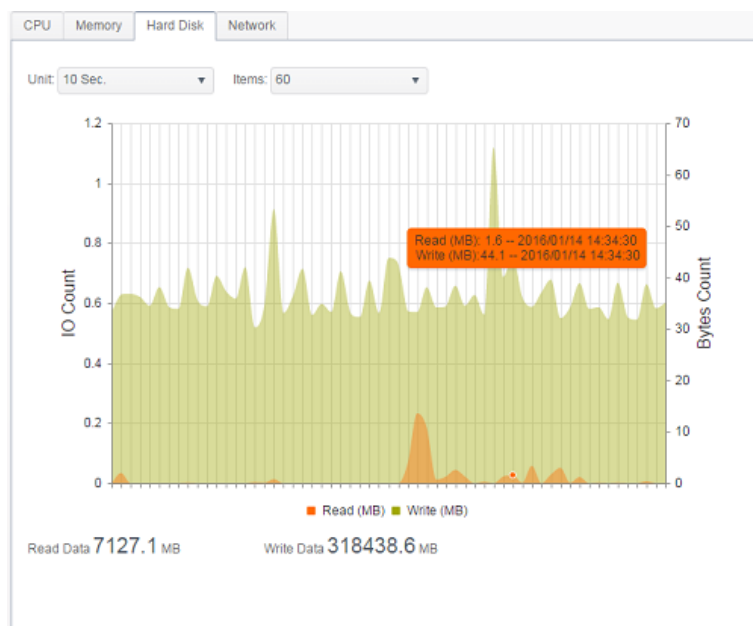 CPU Memory Hard Disk Network
Unit: 10 Sec. Items: 60
1.2 70
60
1
50
Read (MB): 1.6 -- 2016/01/14 14:34:30
Write (MB):44.1 -- 2016/01/14 14:34:30
0.8
40
0.6
30
0.4
20
0.2
10
0 0
IO Count
Bytes Count
Read (MB) Write (MB)
Read Data 7127.1 MB Write Data 318438.6 MB